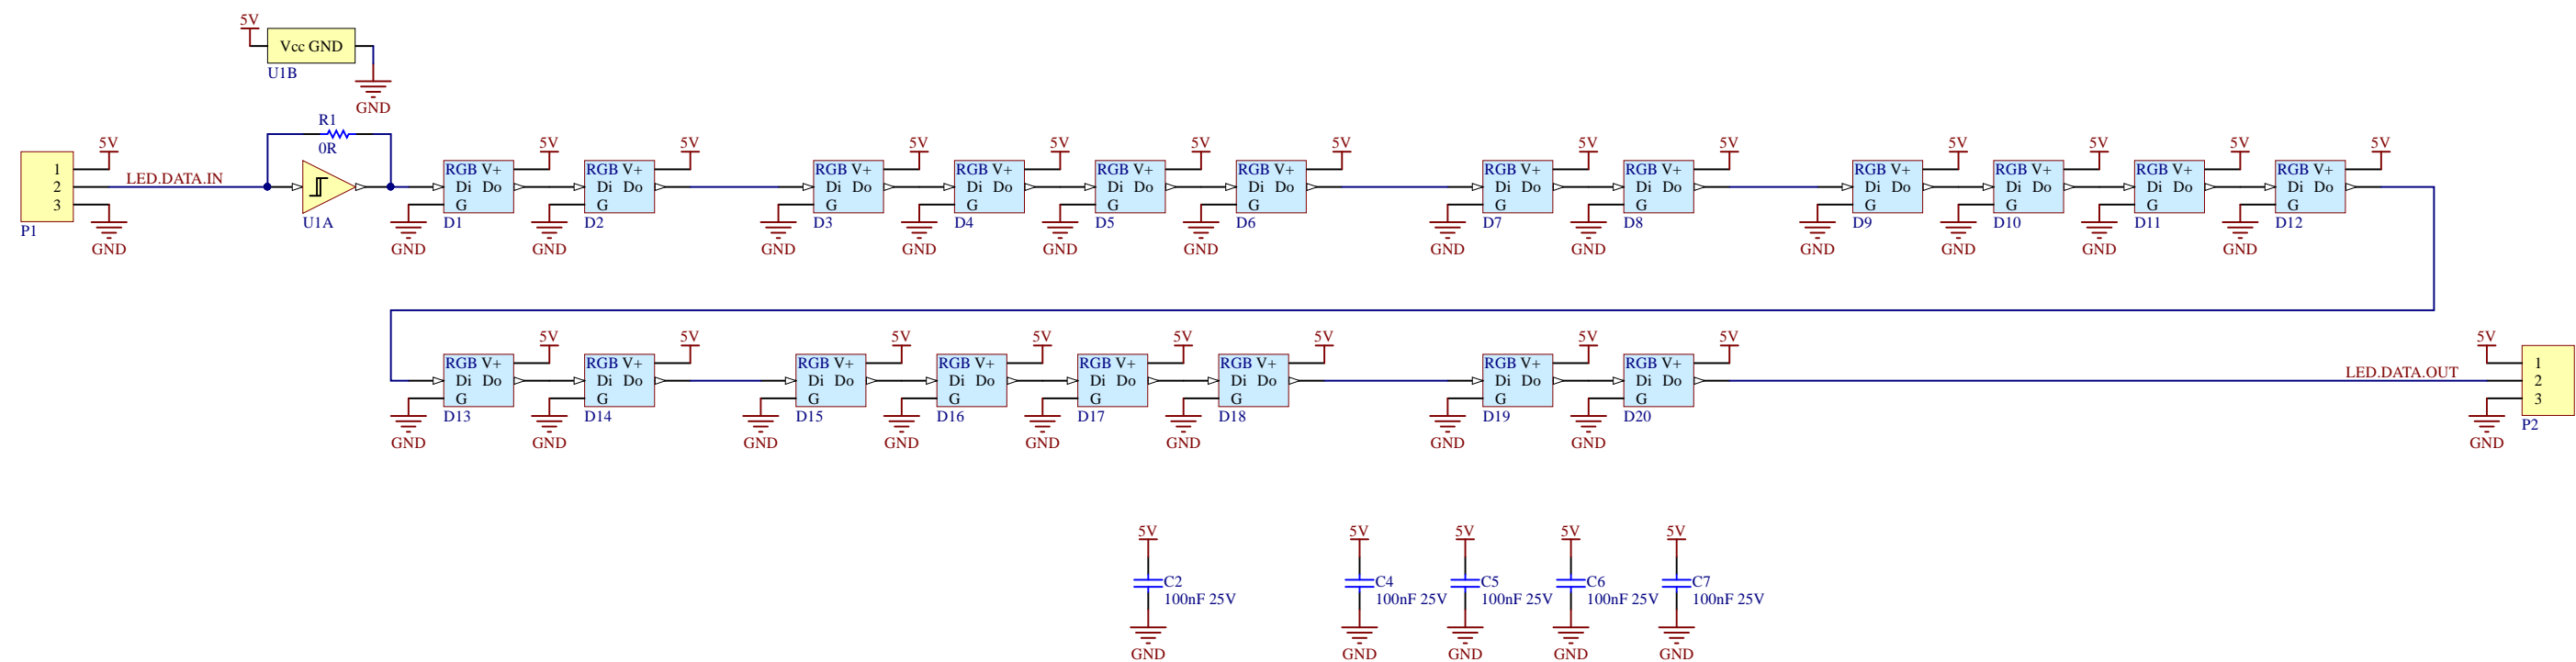 5V
Vcc GND
U1B
GND
R1
0R
5V 5V 5V 5V 5V 5V 5V 5V 5V 5V 5V 5V 5V
1
2
3
P1
GND
LED.DATA.IN
U1A
RGB V+ RGB V+ RGB V+ RGB V+ RGB V+ RGB V+ RGB V+ RGB V+ RGB V+ RGB V+ RGB V+ RGB V+
Di Do Di Do Di Do Di Do Di Do Di Do Di Do Di Do Di Do Di Do Di Do Di Do
G G G G G G G G G G G G
D1 D2 D3 D4 D5 D6 D7 D8 D9 D10 D11 D12
GND GND GND GND GND GND GND GND GND GND GND GND
5V 5V 5V 5V 5V 5V 5V 5V 5V
RGB V+ RGB V+ RGB V+ RGB V+ RGB V+ RGB V+ RGB V+ RGB V+
Di Do Di Do Di Do Di Do Di Do Di Do Di Do Di Do
G G G G G G G G
D13 D14 D15 D16 D17 D18 D19 D20
GND GND GND GND GND GND GND GND
LED.DATA.OUT
1
2
3
P2
GND
5V 5V 5V 5V 5V
C2 C4 C5 C6 C7
100nF 25V 100nF 25V 100nF 25V 100nF 25V 100nF 25V
GND GND GND GND GND